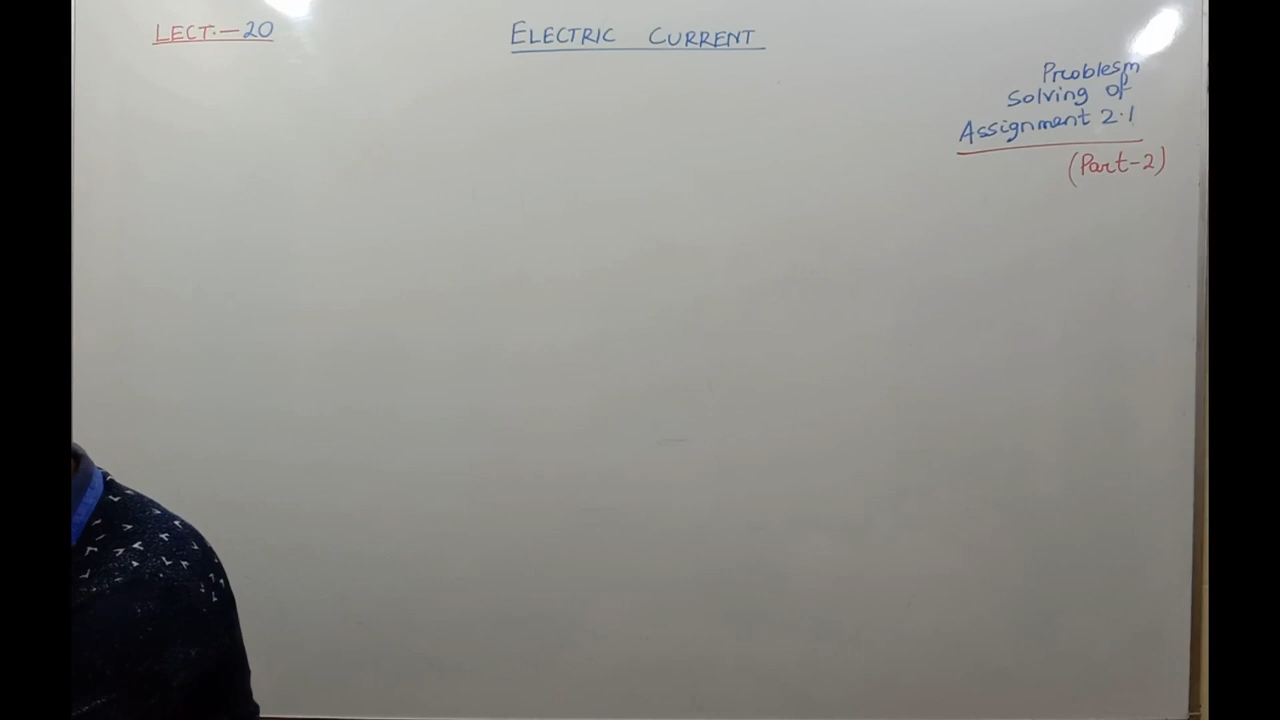 LECT.-20
ELECTRIC CURRENT
Problesm
Solving of
Assignment 2.1
(Part-2)